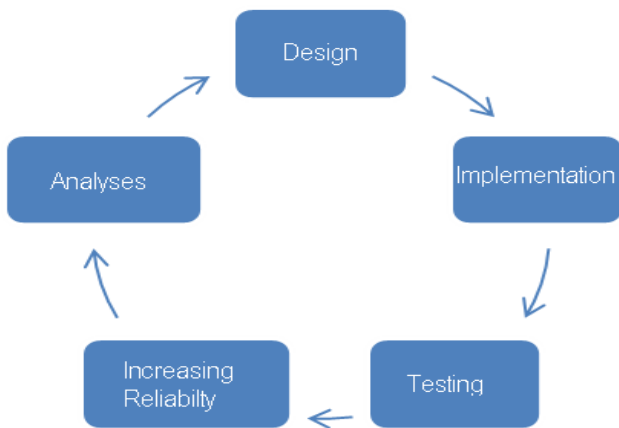 Design
Implementation
Testing
Increasing
Reliabilty
Analyses